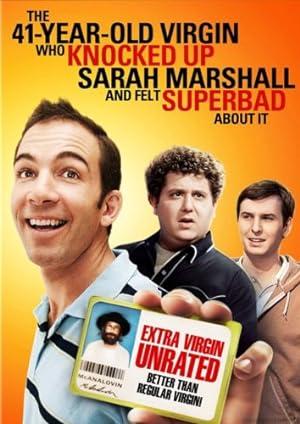 THE
41-YEAR-OLD VIRGIN
WHO KNOCKED UP
SARAH MARSHALL
AND FELT SUPERBAD
ABOUT IT
EXTRA VIRGIN
UNRATED
BETTER THAN
REGULAR VIRGIN!
McANALOVIN